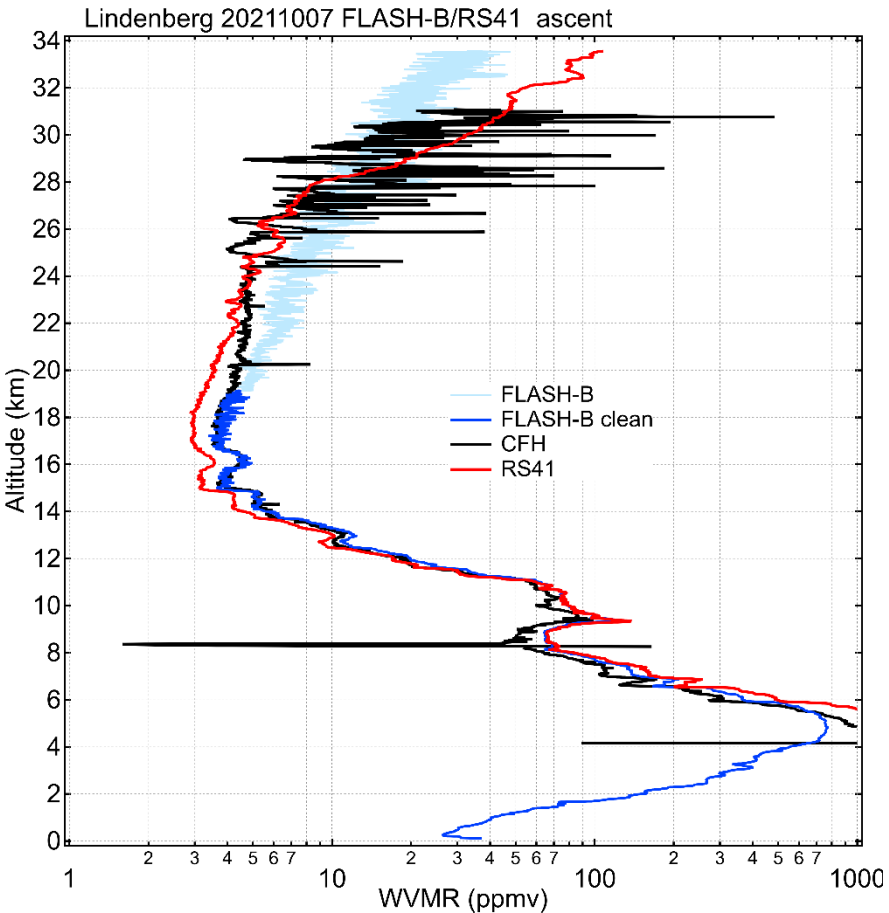 Lindenberg 20211007 FLASH-B/RS41 ascent
34
32
30
28
26
24
22
20
18
16
14
12
10
8
6
4
2
0
Altitude (km)
FLASH-B
FLASH-B clean
CFH
RS41
2 3 4 5 6 7 2 3 4 5 6 7 2 3 4 5 6 7
1 10 100 1000
WVMR (ppmv)